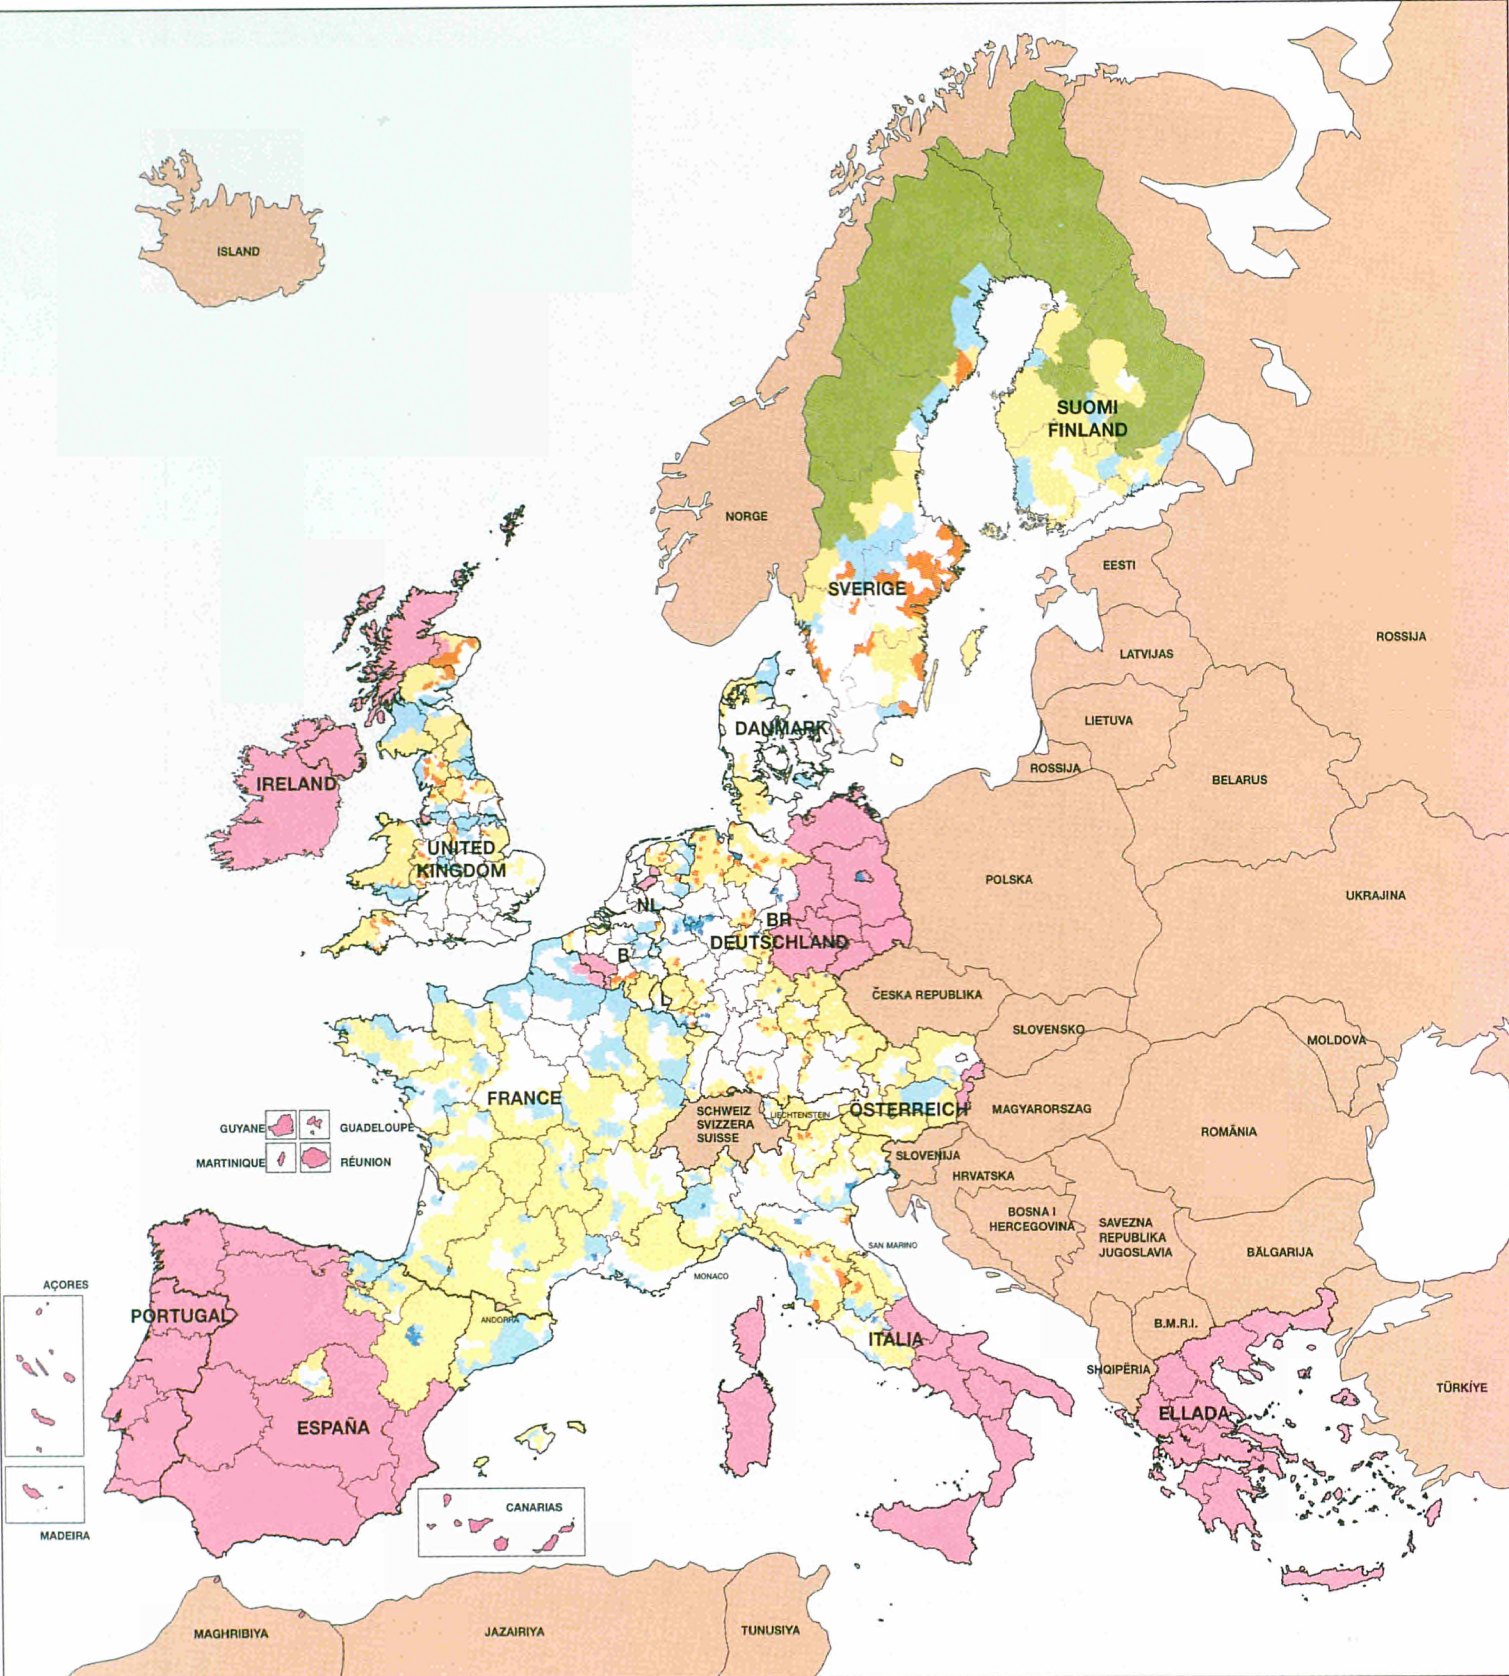 ISLAND
SUOMI
FINLAND
NORGE
EESTI
SVERIGE
ROSSIJA
LATVIJAS
LIETUVA
DANMARK
ROSSIJA
BELARUS
IRELAND
UNITED
KINGDOM
POLSKA
UKRAJINA
NL
BR
DEUTSCHLAND
B
L
ČESKA REPUBLIKA
SLOVENSKO
MOLDOVA
FRANCE
SCHWEIZ
SVIZZERA
SUISSE
LIECHTENSTEIN
ÖSTERREICH
MAGYARORSZAG
GUYANE
GUADELOUPE
ROMÂNIA
MARTINIQUE
RÉUNION
SLOVENIJA
HRVATSKA
BOSNA I
HERCEGOVINA
SAVEZNA
REPUBLIKA
JUGOSLAVIA
SAN MARINO
BÄLGARIJA
MONACO
AÇORES
PORTUGAL
ANDORRA
B.M.R.I.
ITALIA
SHQIPËRIA
TÜRKÍYE
ELLADA
ESPAÑA
CANARIAS
MADEIRA
MAGHRIBIYA
JAZAIRIYA
TUNUSIYA